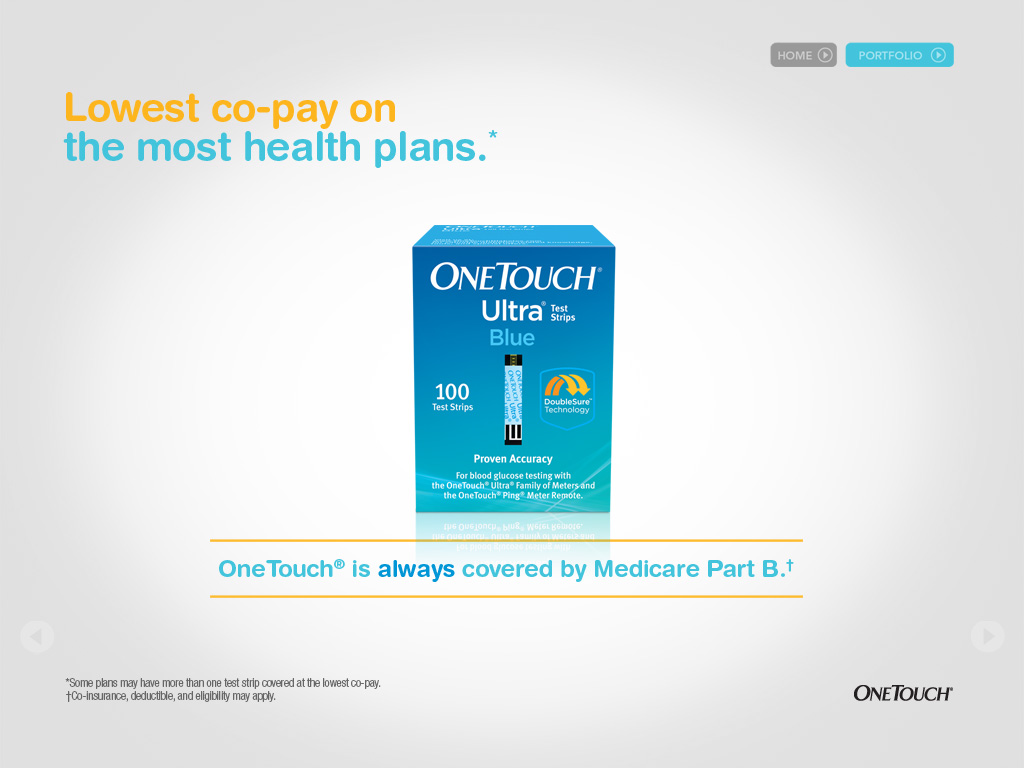 HOME
PORTFOLIO
Lowest co-pay on
the most health plans.*
ONETOUCH®
Ultra® Test
Strips
Blue
100
Test Strips
DoubleSure™
Technology
Proven Accuracy
For blood glucose testing with
the OneTouch® Ultra® Family of Meters and
the OneTouch® Ping® Meter Remote.
OneTouch® is always covered by Medicare Part B.†
*Some plans may have more than one test strip covered at the lowest co-pay.
†Co-insurance, deductible, and eligibility may apply.
ONETOUCH®